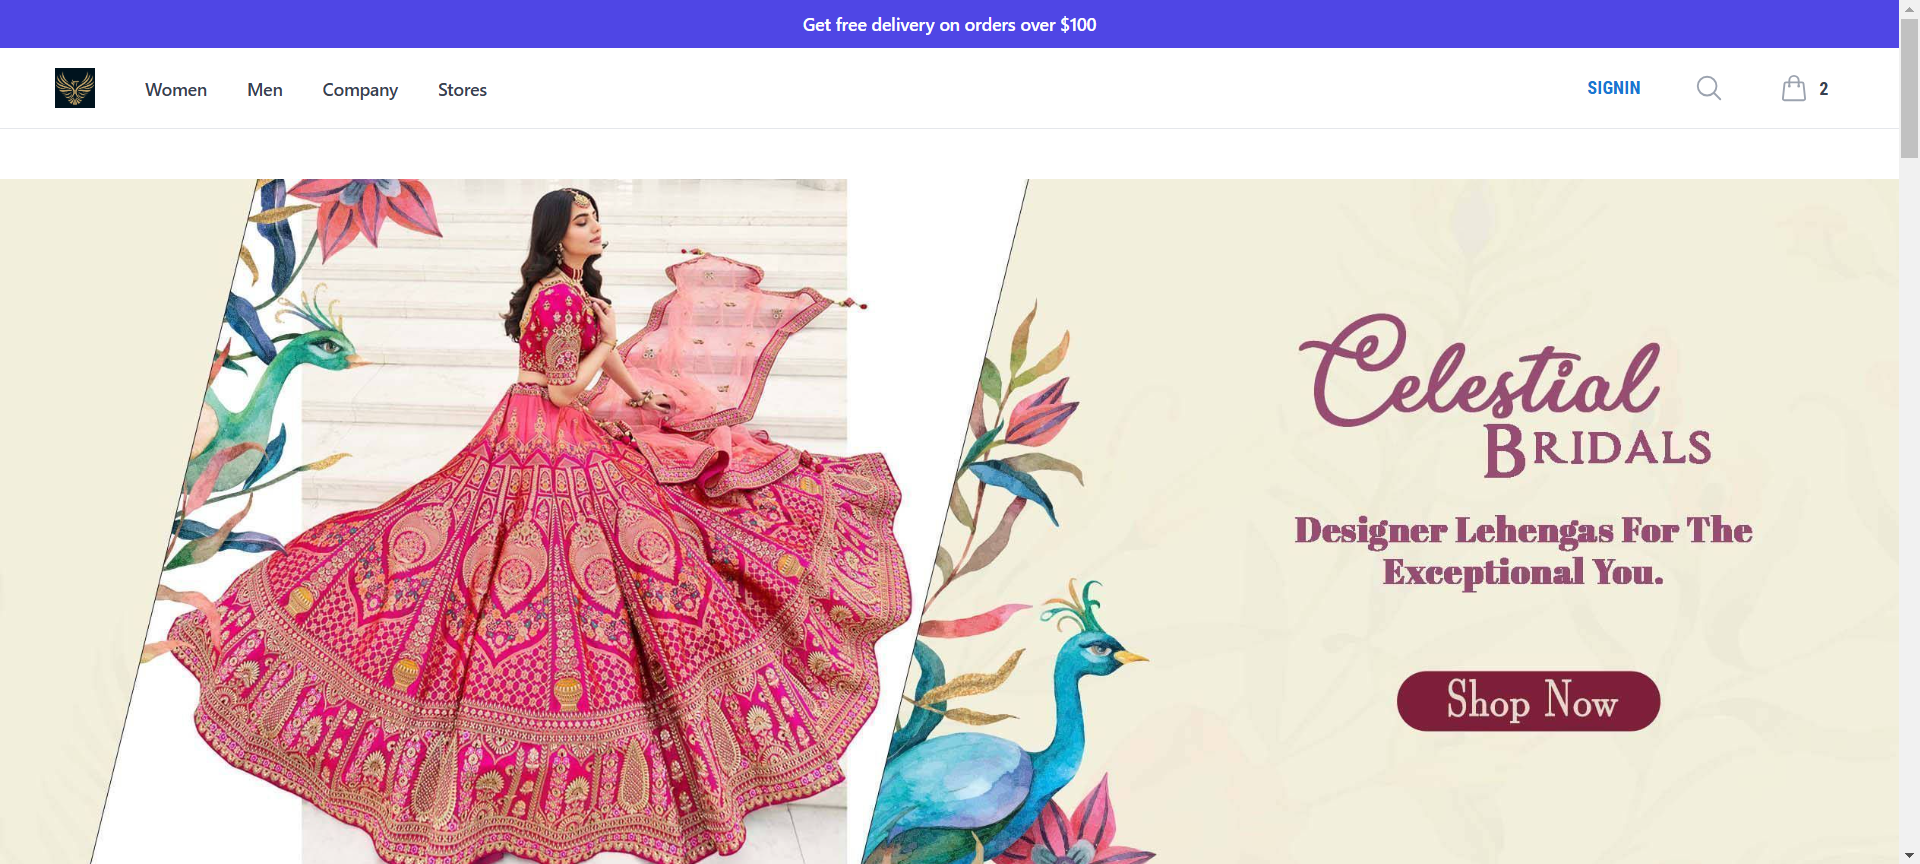 Get free delivery on orders over $100
Women Men Company Stores SIGNIN 2
Celestial
BRIDALS
Designer Lehengas For The
Exceptional You.
Shop Now